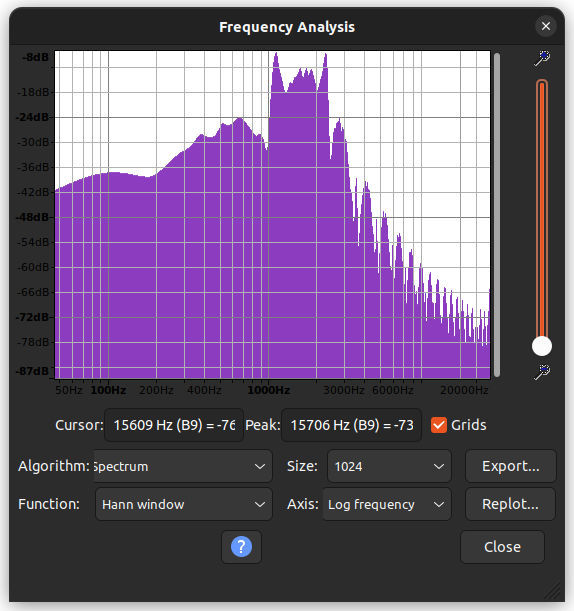 Frequency Analysis
-8dB
-18dB
-24dB
-30dB
-36dB
-42dB
-48dB
-54dB
-60dB
-66dB
-72dB
-78dB
-87dB
50Hz 100Hz 200Hz 400Hz 1000Hz 3000Hz 6000Hz 20000Hz
Cursor: 15609 Hz (B9) = -76 Peak: 15706 Hz (B9) = -73 Grids
Algorithm: Spectrum Size: 1024 Export...
Function: Hann window Axis: Log frequency Replot...
? Close